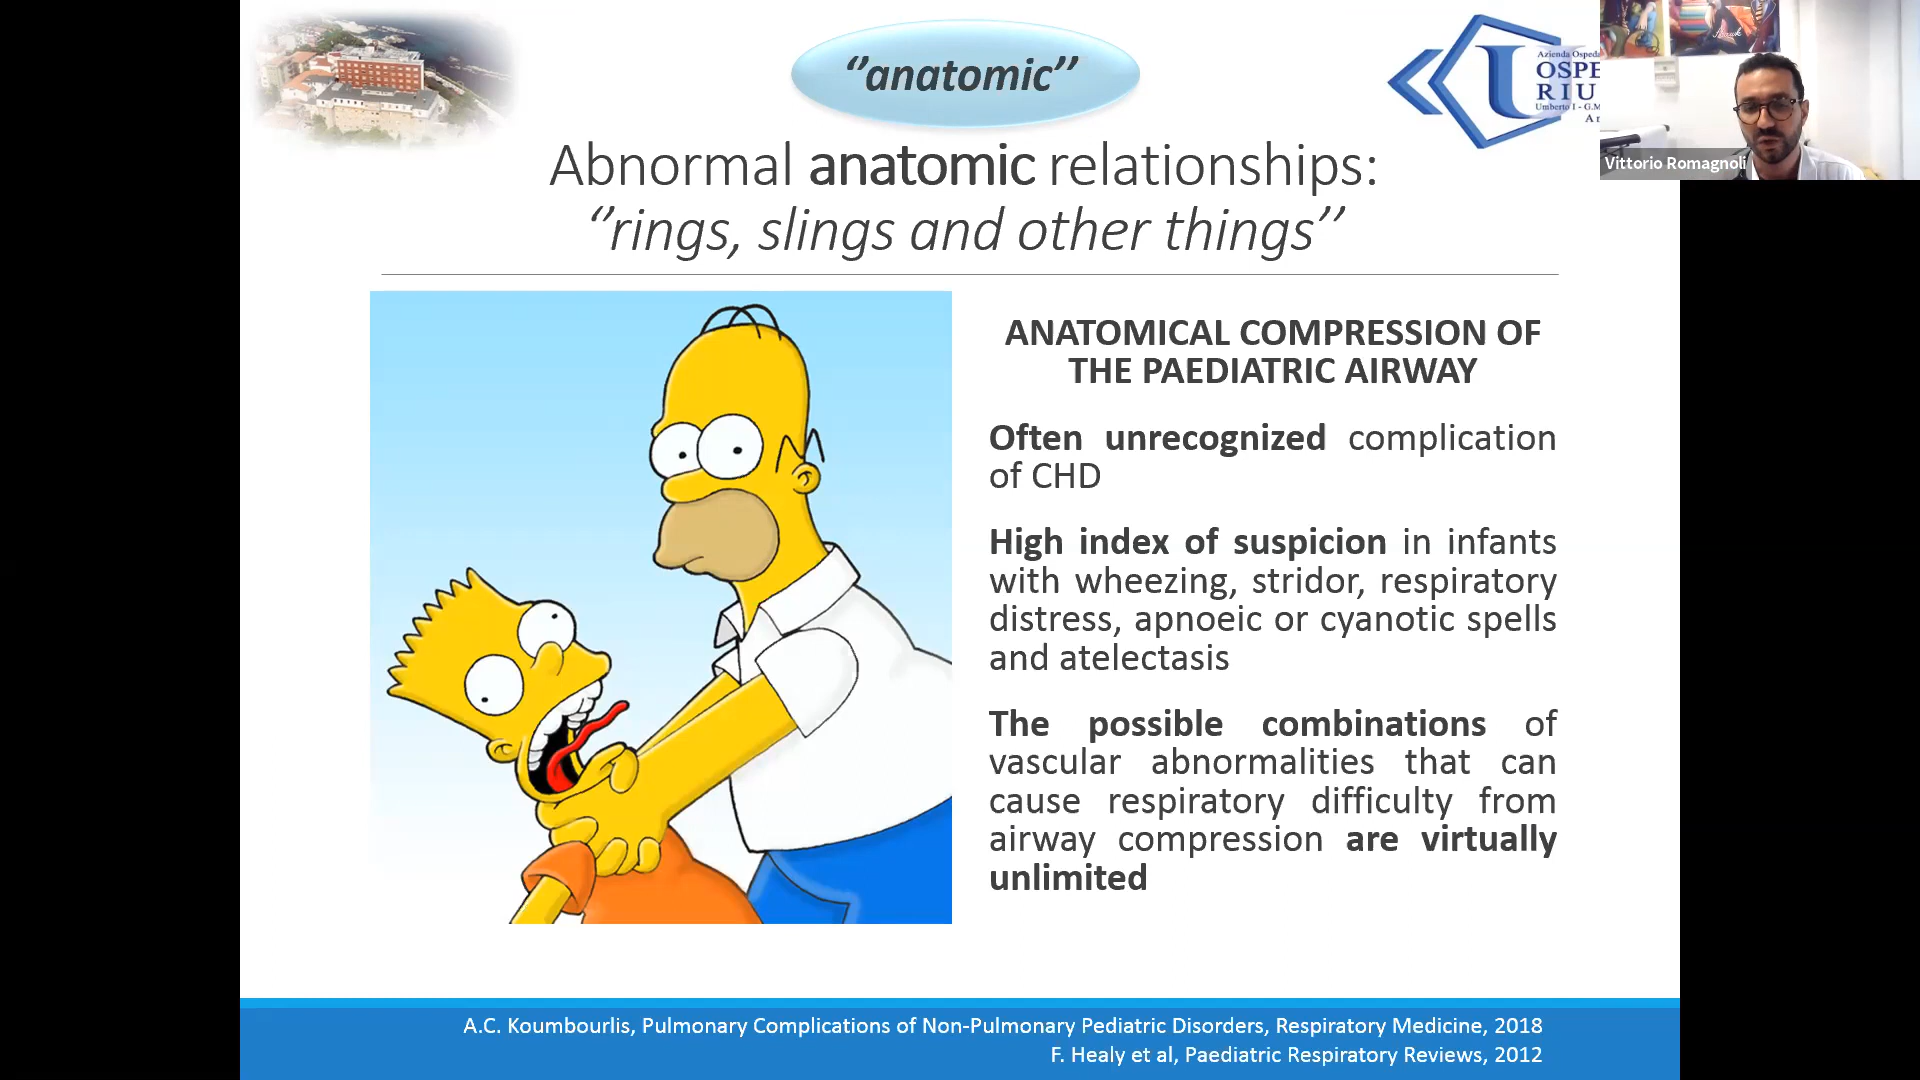 ‘’anatomic’’
Abnormal anatomic relationships:
‘’rings, slings and other things’’
Azienda Ospeda
OSPE
RIU
Umberto I - G.M
An
Vittorio Romagnoli
ANATOMICAL COMPRESSION OF
THE PAEDIATRIC AIRWAY
Often unrecognized complication
of CHD
High index of suspicion in infants
with wheezing, stridor, respiratory
distress, apnoeic or cyanotic spells
and atelectasis
The possible combinations of
vascular abnormalities that can
cause respiratory difficulty from
airway compression are virtually
unlimited
A.C. Koumbourlis, Pulmonary Complications of Non-Pulmonary Pediatric Disorders, Respiratory Medicine, 2018
F. Healy et al, Paediatric Respiratory Reviews, 2012